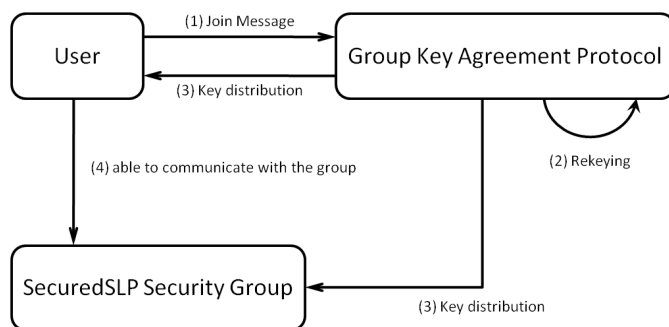 (1) Join Message
User
Group Key Agreement Protocol
(3) Key distribution
(2) Rekeying
(4) able to communicate with the group
SecuredSLP Security Group
(3) Key distribution